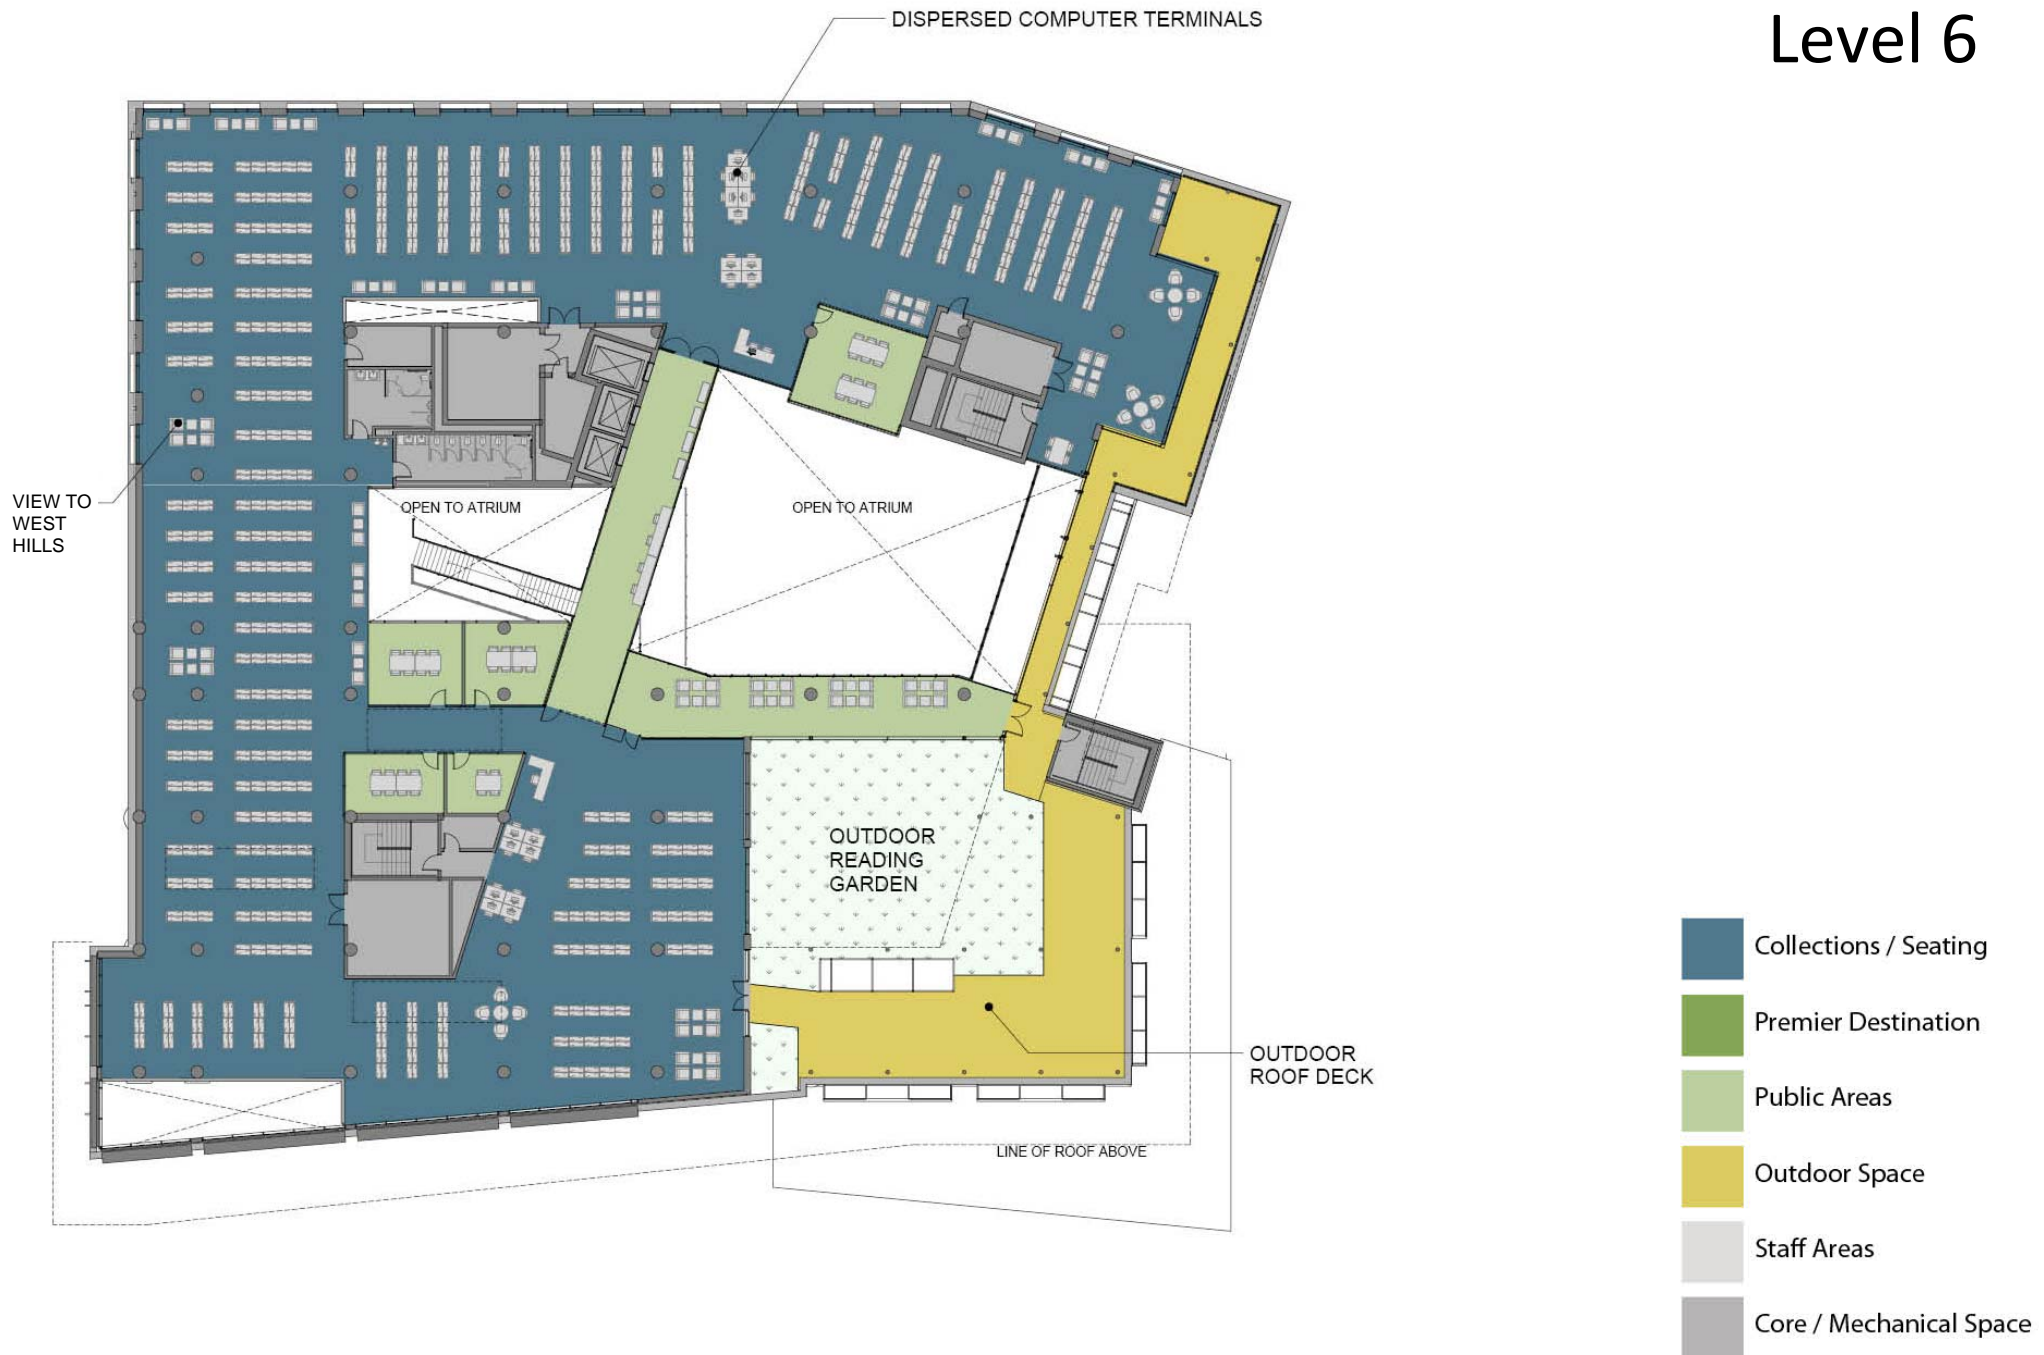 DISPERSED COMPUTER TERMINALS
Level 6
VIEW TO
WEST
HILLS
OPEN TO ATRIUM
OPEN TO ATRIUM
OUTDOOR
READING
GARDEN
OUTDOOR
ROOF DECK
LINE OF ROOF ABOVE
Collections / Seating
Premier Destination
Public Areas
Outdoor Space
Staff Areas
Core / Mechanical Space